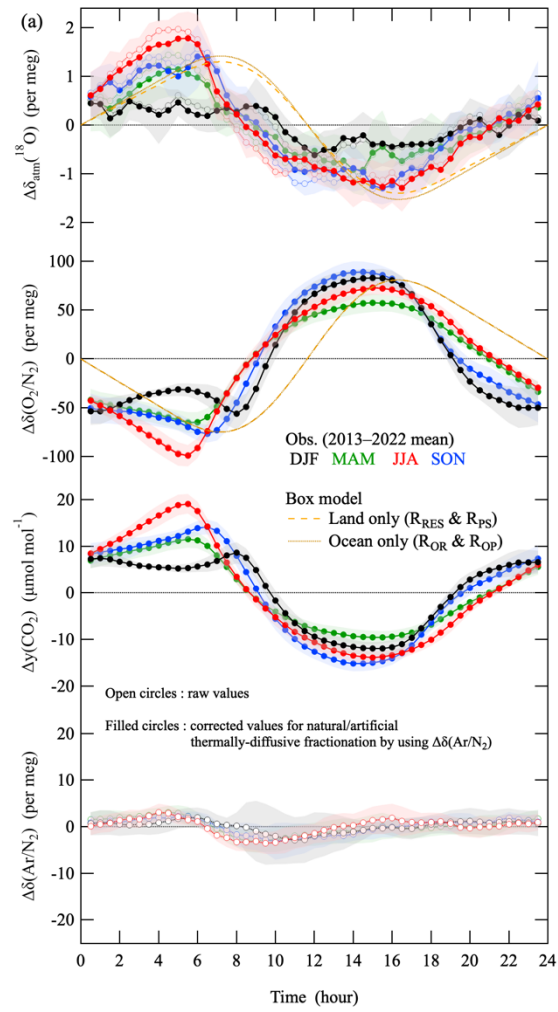 (a)
Δδatm(¹⁸O) (per meg)
2
1
0
-1
-2
Δδ(O₂/N₂) (per meg)
100
50
0
-50
-100
Obs. (2013–2022 mean)
DJF MAM JJA SON
Box model
Land only (R_RES & R_PS)
Ocean only (R_OR & R_OP)
Δy(CO₂) (μmol mol⁻¹)
20
10
0
-10
-20
Open circles : raw values
Filled circles : corrected values for natural/artificial
thermally-diffusive fractionation by using Δδ(Ar/N₂)
Δδ(Ar/N₂) (per meg)
20
10
0
-10
-20
0 2 4 6 8 10 12 14 16 18 20 22 24
Time (hour)